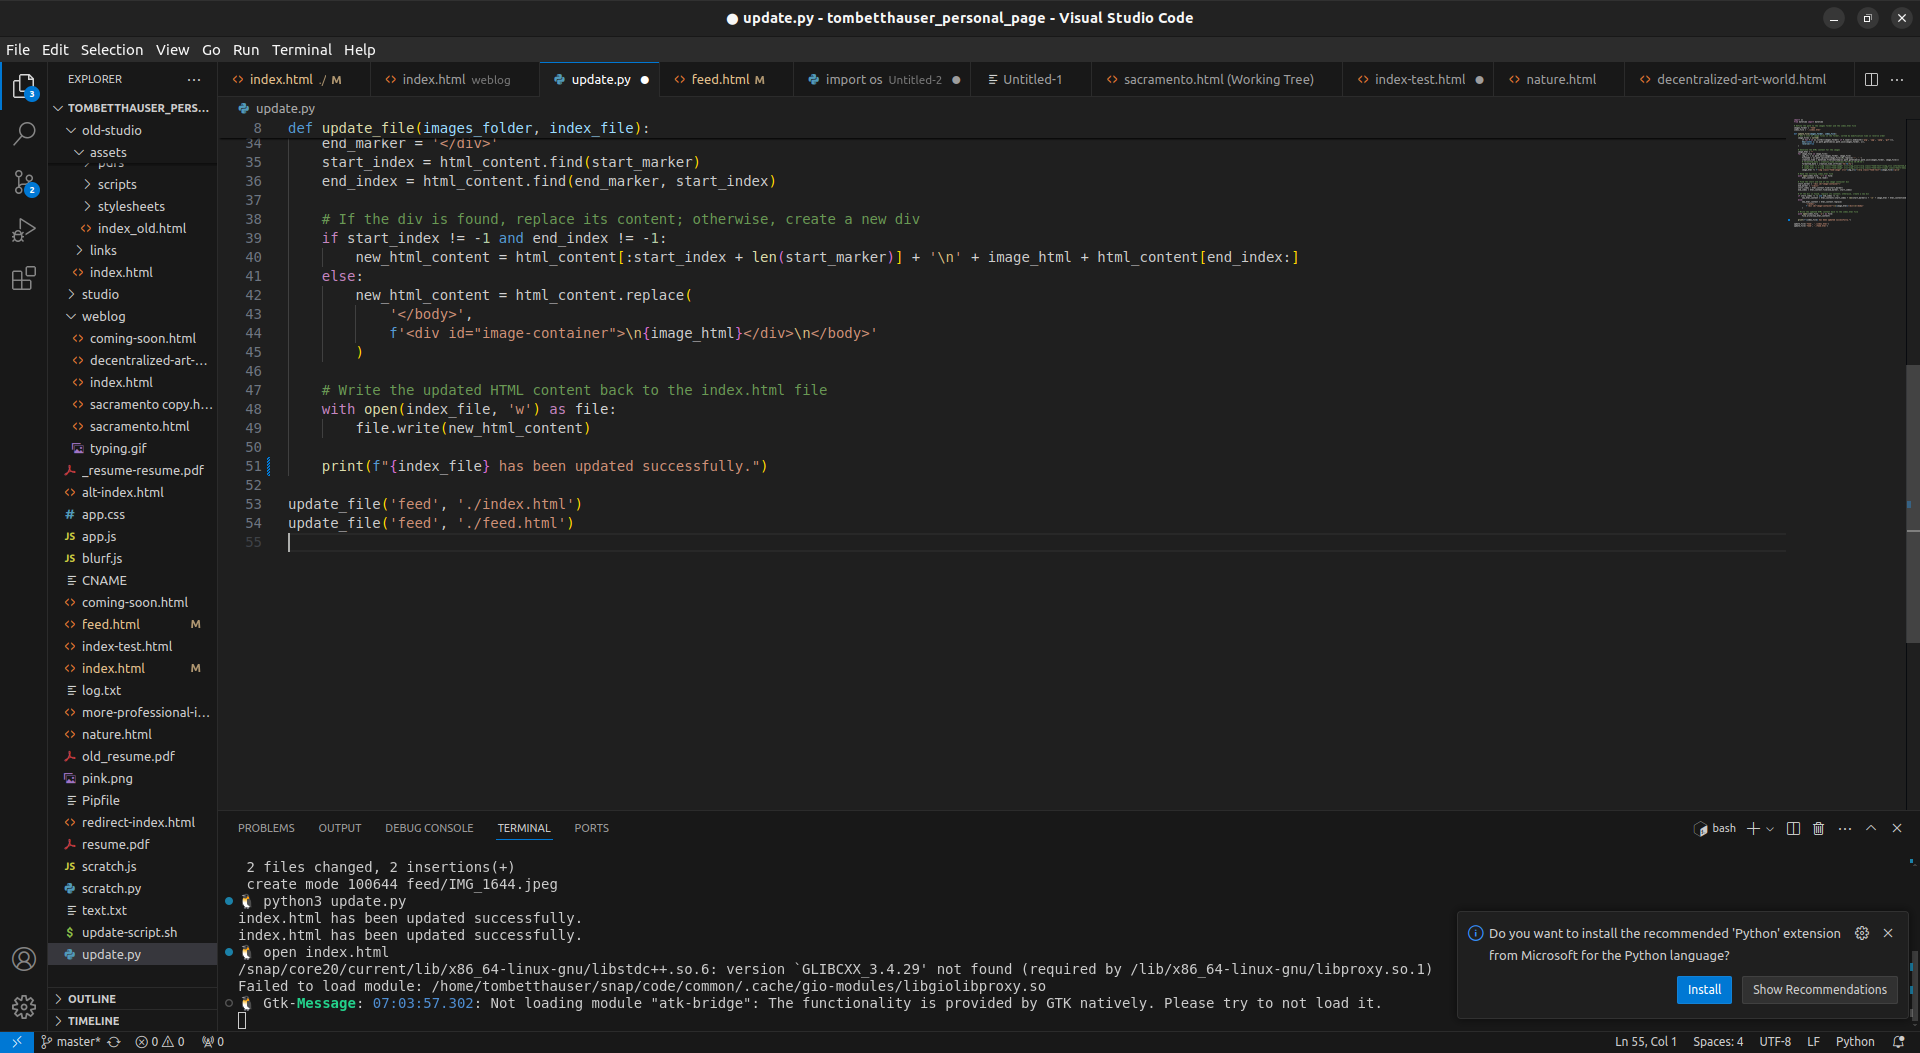 update.py - tombetthauser_personal_page - Visual Studio Code
File Edit Selection View Go Run Terminal Help
EXPLORER
index.html ./ M
index.html weblog
update.py
feed.html M
import os Untitled-2
Untitled-1
sacramento.html (Working Tree)
index-test.html
nature.html
decentralized-art-world.html
3
2
TOMBETTHAUSER_PERS...
old-studio
assets
scripts
stylesheets
index_old.html
links
index.html
studio
weblog
coming-soon.html
decentralized-art-...
index.html
sacramento copy.h...
sacramento.html
typing.gif
_resume-resume.pdf
alt-index.html
# app.css
JS app.js
JS blurf.js
CNAME
coming-soon.html
feed.html M
index-test.html
index.html M
log.txt
more-professional-i...
nature.html
old_resume.pdf
pink.png
Pipfile
redirect-index.html
resume.pdf
JS scratch.js
scratch.py
text.txt
$ update-script.sh
update.py
OUTLINE
TIMELINE
update.py
8 def update_file(images_folder, index_file):
34 end_marker = '</div>'
35 start_index = html_content.find(start_marker)
36 end_index = html_content.find(end_marker, start_index)
37
38 # If the div is found, replace its content; otherwise, create a new div
39 if start_index != -1 and end_index != -1:
40 new_html_content = html_content[:start_index + len(start_marker)] + '\n' + image_html + html_content[end_index:]
41 else:
42 new_html_content = html_content.replace(
43 '</body>',
44 f'<div id="image-container">\n{image_html}</div>\n</body>'
45 )
46
47 # Write the updated HTML content back to the index.html file
48 with open(index_file, 'w') as file:
49 file.write(new_html_content)
50
51 print(f"{index_file} has been updated successfully.")
52
53 update_file('feed', './index.html')
54 update_file('feed', './feed.html')
55
PROBLEMS OUTPUT DEBUG CONSOLE TERMINAL PORTS
bash
2 files changed, 2 insertions(+)
create mode 100644 feed/IMG_1644.jpeg
python3 update.py
index.html has been updated successfully.
index.html has been updated successfully.
open index.html
/snap/core20/current/lib/x86_64-linux-gnu/libstdc++.so.6: version `GLIBCXX_3.4.29' not found (required by /lib/x86_64-linux-gnu/libproxy.so.1)
Failed to load module: /home/tombetthauser/snap/code/common/.cache/gio-modules/libgiolibproxy.so
Gtk-Message: 07:03:57.302: Not loading module "atk-bridge": The functionality is provided by GTK natively. Please try to not load it.
Do you want to install the recommended 'Python' extension
from Microsoft for the Python language?
Install
Show Recommendations
master* 0 0 0
Ln 55, Col 1 Spaces: 4 UTF-8 LF Python